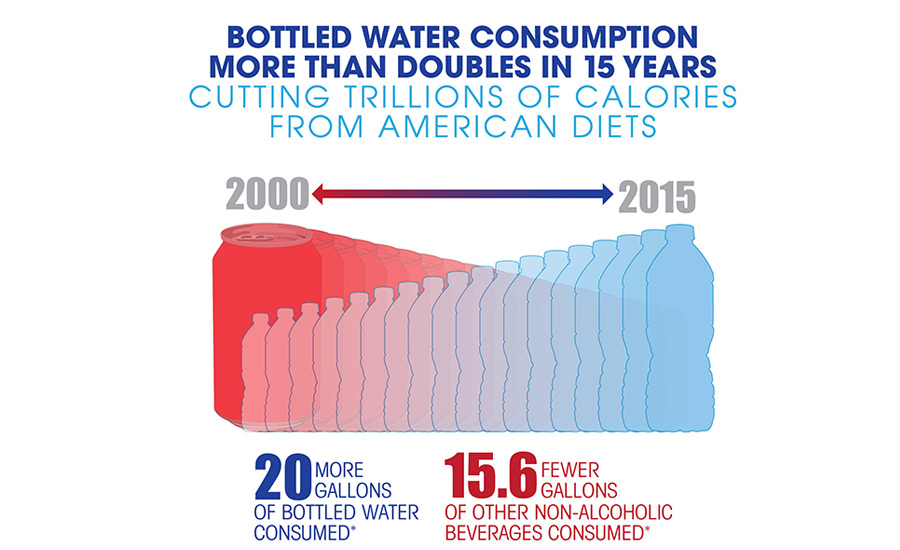 BOTTLED WATER CONSUMPTION
MORE THAN DOUBLES IN 15 YEARS
CUTTING TRILLIONS OF CALORIES
FROM AMERICAN DIETS
2000 2015
20 MORE
GALLONS
OF BOTTLED WATER
CONSUMED*
15.6 FEWER
GALLONS
OF OTHER NON-ALCOHOLIC
BEVERAGES CONSUMED*